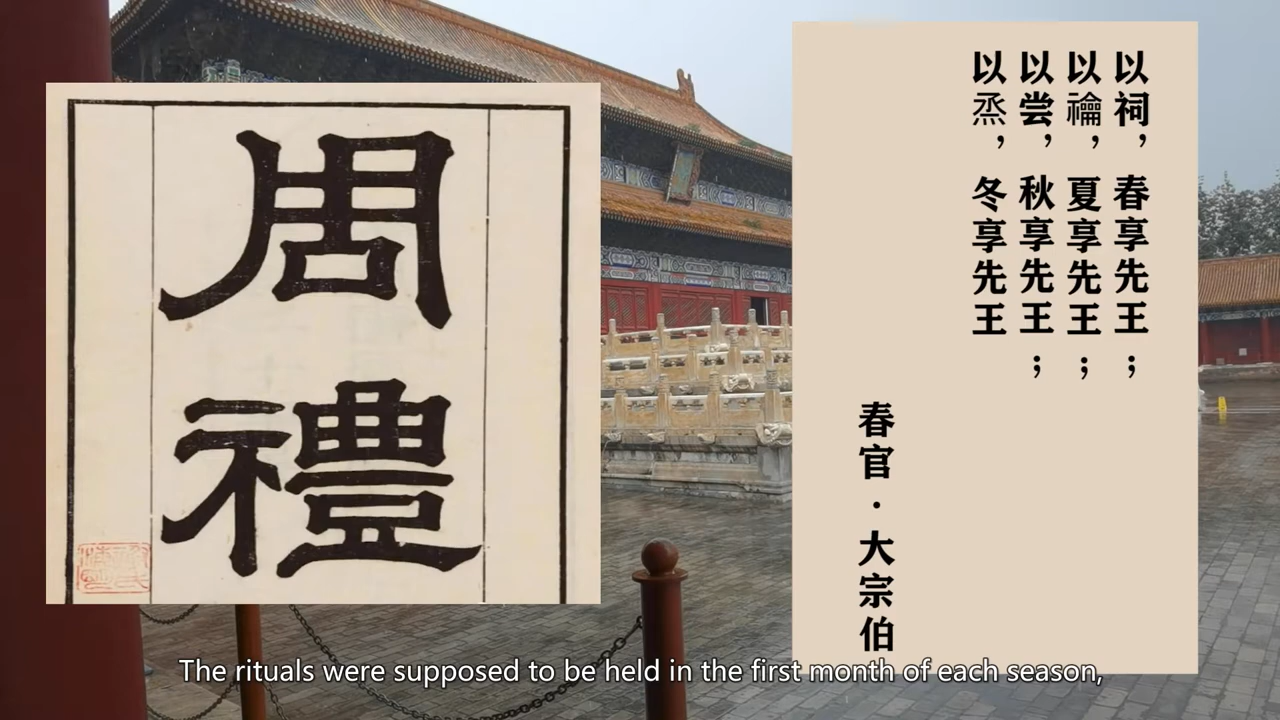 周禮
以祠，春享先王；
以禴，夏享先王；
以尝，秋享先王；
以烝，冬享先王
春官·大宗伯
The rituals were supposed to be held in the first month of each season,